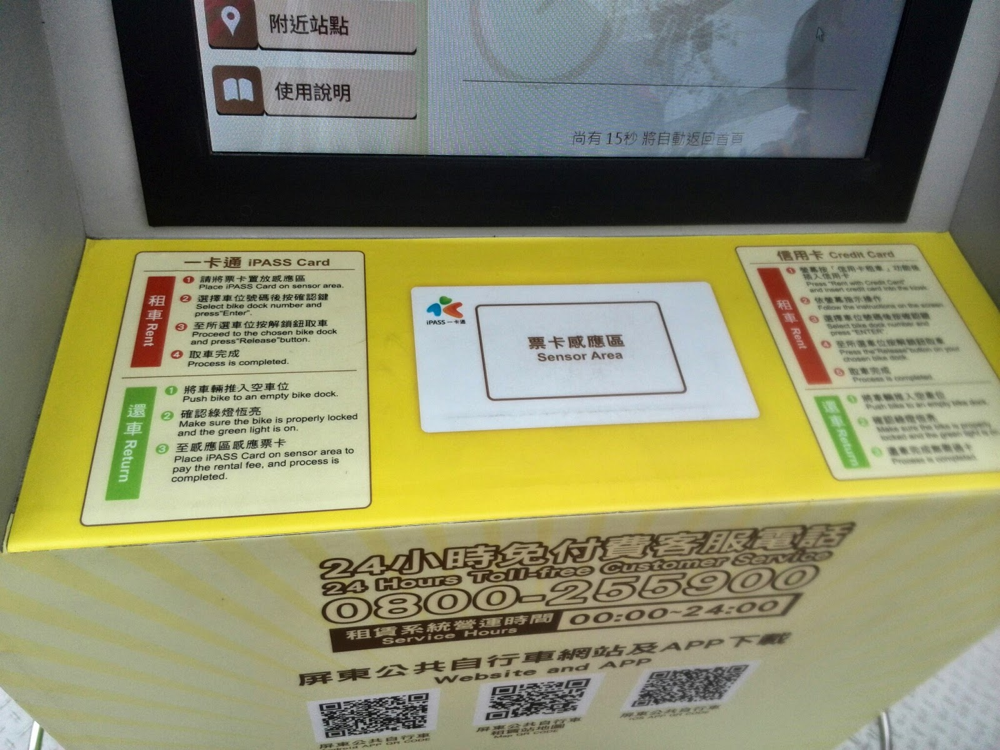 附近站點
使用說明
尚有 15秒 將自動返回首頁
一卡通 iPASS Card
租車 Rent
1 請將票卡置放感應區
Place iPASS Card on sensor area.
2 選擇車位號碼後按確認鍵
Select bike dock number and
press"Enter".
3 至所選車位按解鎖鈕取車
Proceed to the chosen bike dock
and press"Release"button.
4 取車完成
Process is completed.
還車 Return
1 將車輛推入空車位
Push bike to an empty bike dock.
2 確認綠燈恆亮
Make sure the bike is properly locked
and the green light is on.
3 至感應區感應票卡
Place iPASS Card on sensor area to
pay the rental fee, and process is
completed.
iPASS 一卡通
票卡感應區
Sensor Area
信用卡 Credit Card
租車 Rent
1 螢幕按「信用卡租車」功能後
插入信用卡
Press "Rent with Credit Card"
and insert credit card into the kiosk.
2 依螢幕指示操作
Follow the instructions on the screen.
3 選擇車位號碼後按確認鍵
Select bike dock number and
press "ENTER".
4 至所選車位按解鎖鈕取車
Press the"Release"button on your
chosen bike dock.
5 取車完成
Process is completed.
還車 Return
1 將車輛推入空車位
Push bike to an empty bike dock.
2 確認綠燈恆亮
Make sure the bike is properly
locked and the green light is on.
3 還車完成無需過卡
Process is completed.
24小時免付費客服電話
24 Hours Toll-free Customer Service
0800-255900
租賃系統營運時間 00:00~24:00
Service Hours
屏東公共自行車網站及APP下載
Website and APP
屏東公共自行車
Android APP QR CODE
屏東公共自行車
租賃站地圖
Map QR CODE
屏東公共自行車
iOS APP QR CODE